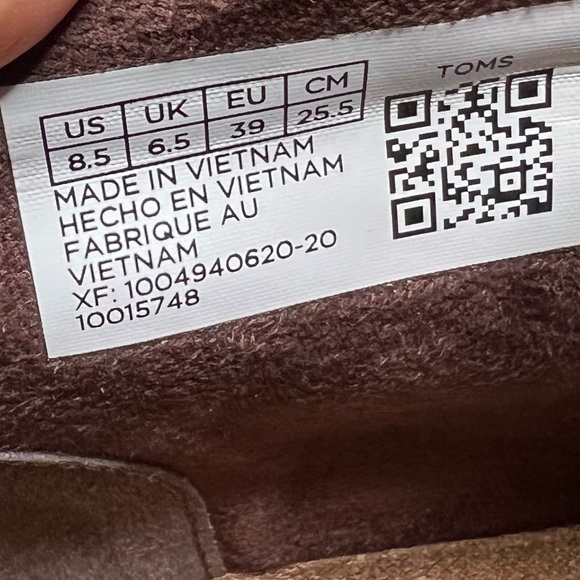 TOMS
US UK EU CM
8.5 6.5 39 25.5
MADE IN VIETNAM
HECHO EN VIETNAM
FABRIQUE AU
VIETNAM
XF: 1004940620-20
10015748